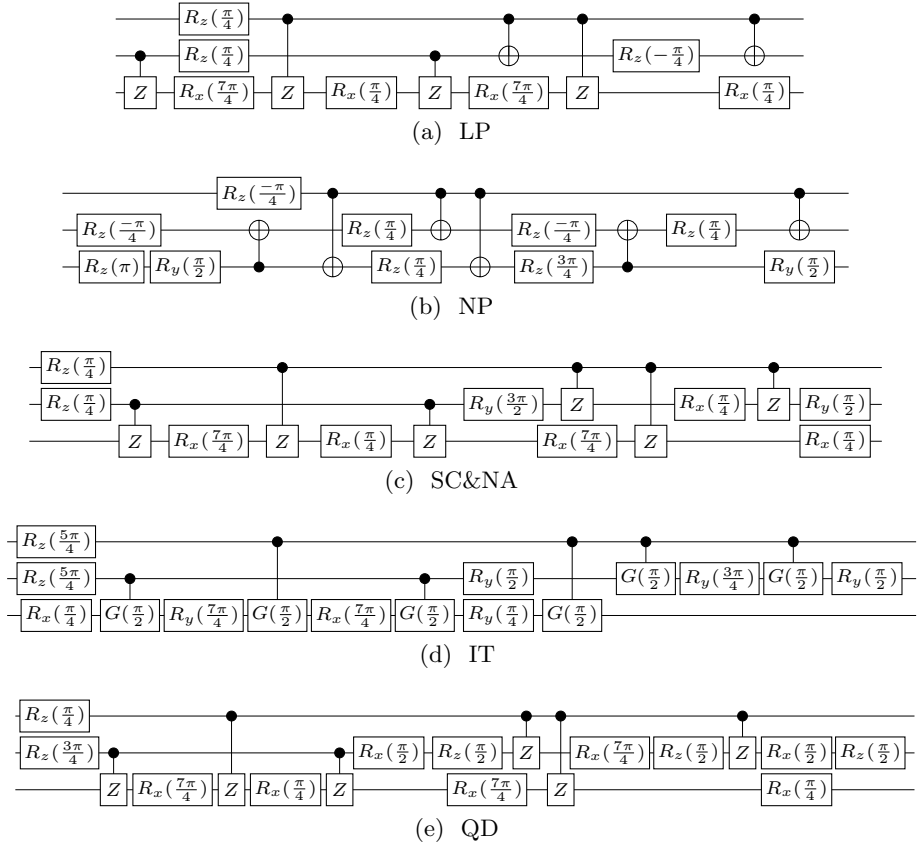 R_z(π/4)
R_z(π/4) R_z(−π/4)
Z R_x(7π/4) Z R_x(π/4) Z R_x(7π/4) Z R_x(π/4)
(a) LP
R_z(−π/4)
R_z(−π/4) R_z(π/4) R_z(−π/4) R_z(π/4)
R_z(π) R_y(π/2) R_z(π/4) R_z(3π/4) R_y(π/2)
(b) NP
R_z(π/4)
R_z(π/4) R_y(3π/2) Z R_x(π/4) Z R_y(π/2)
Z R_x(7π/4) Z R_x(π/4) Z R_x(7π/4) Z R_x(π/4)
(c) SC&NA
R_z(5π/4)
R_z(5π/4) R_y(π/2) G(π/2) R_y(3π/4) G(π/2) R_y(π/2)
R_x(π/4) G(π/2) R_y(7π/4) G(π/2) R_x(7π/4) G(π/2) R_y(π/4) G(π/2)
(d) IT
R_z(π/4)
R_z(3π/4) R_x(π/2) R_z(π/2) Z R_x(7π/4) R_z(π/2) Z R_x(π/2) R_z(π/2)
Z R_x(7π/4) Z R_x(π/4) Z R_x(7π/4) Z R_x(π/4)
(e) QD